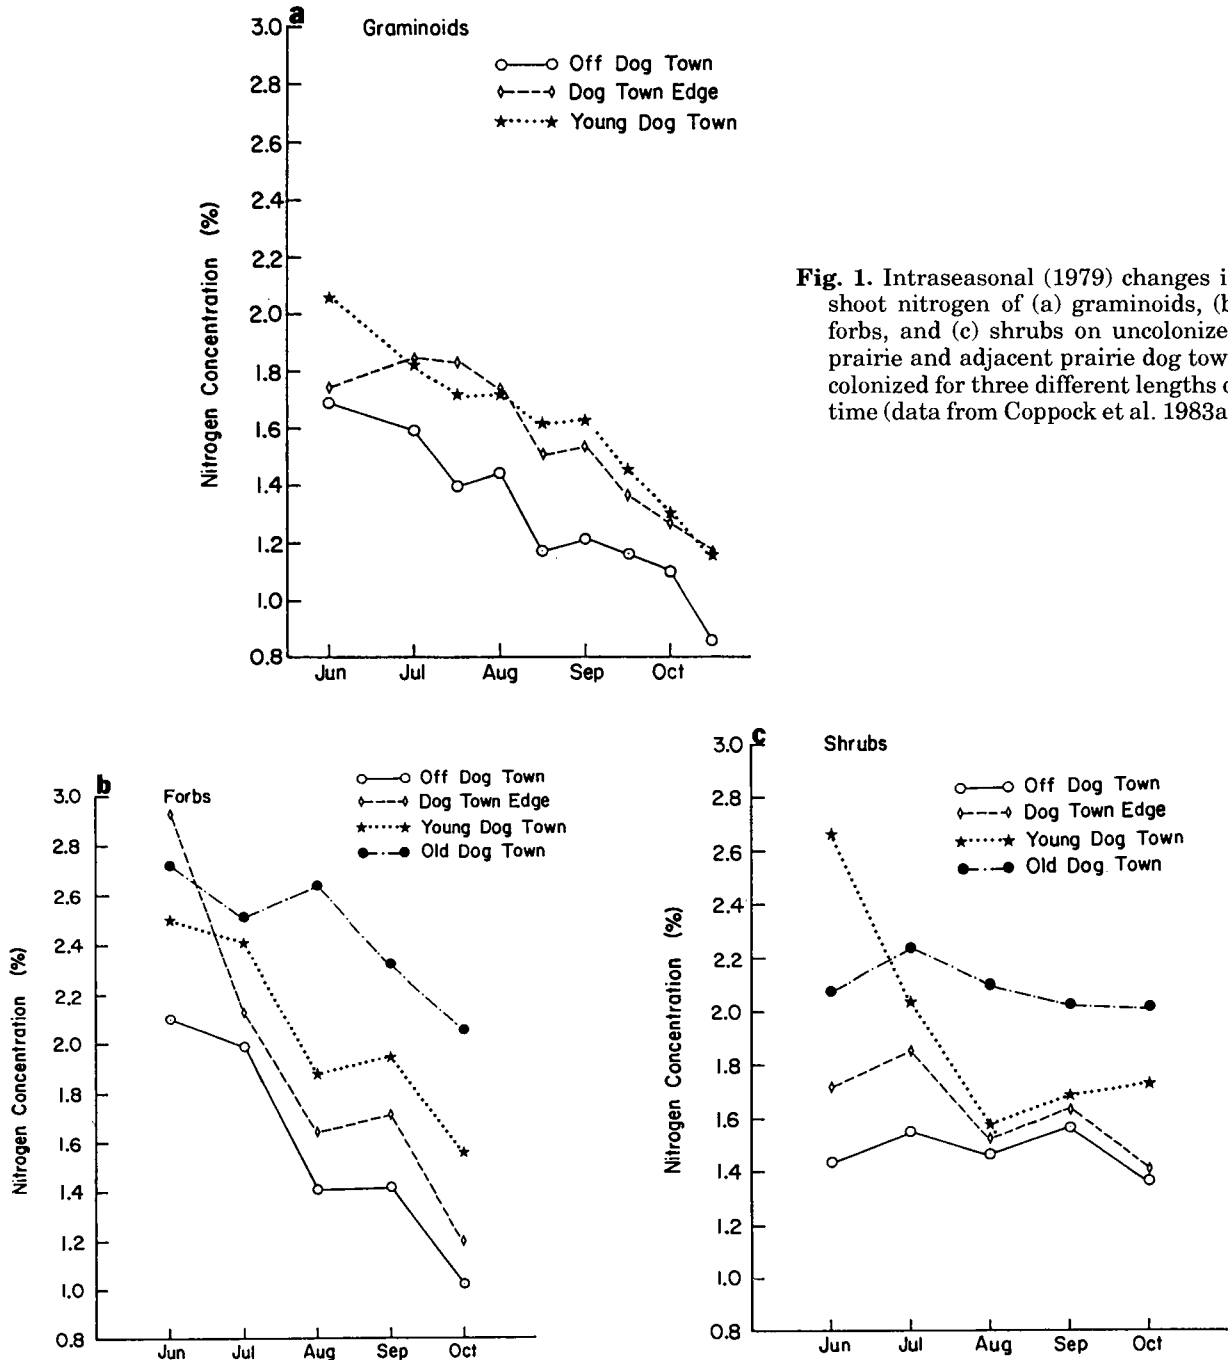 a
Graminoids
Off Dog Town
Dog Town Edge
Young Dog Town
3.0
2.8
2.6
2.4
2.2
2.0
1.8
1.6
1.4
1.2
1.0
0.8
Nitrogen Concentration (%)
Jun Jul Aug Sep Oct
Fig. 1. Intraseasonal (1979) changes i
shoot nitrogen of (a) graminoids, (b
forbs, and (c) shrubs on uncolonize
prairie and adjacent prairie dog tow
colonized for three different lengths
time (data from Coppock et al. 1983a
b
Forbs
Off Dog Town
Dog Town Edge
Young Dog Town
Old Dog Town
3.0
2.8
2.6
2.4
2.2
2.0
1.8
1.6
1.4
1.2
1.0
0.8
Nitrogen Concentration (%)
Jun Jul Aug Sep Oct
c
Shrubs
Off Dog Town
Dog Town Edge
Young Dog Town
Old Dog Town
3.0
2.8
2.6
2.4
2.2
2.0
1.8
1.6
1.4
1.2
1.0
0.8
Nitrogen Concentration (%)
Jun Jul Aug Sep Oct